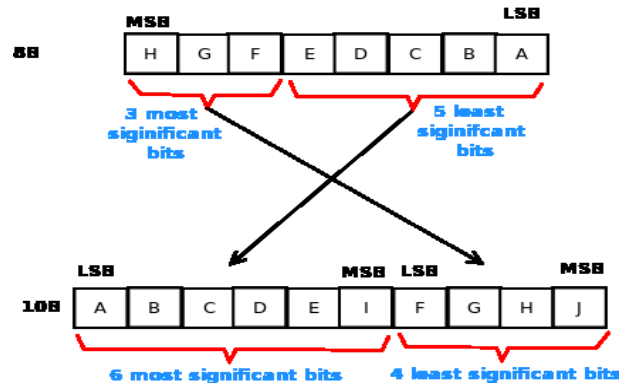 MSB LSB
8B H G F E D C B A
3 most 5 least
siginificant siginifcant
bits bits
LSB MSB LSB MSB
10B A B C D E I F G H J
6 most significant bits 4 least significant bits